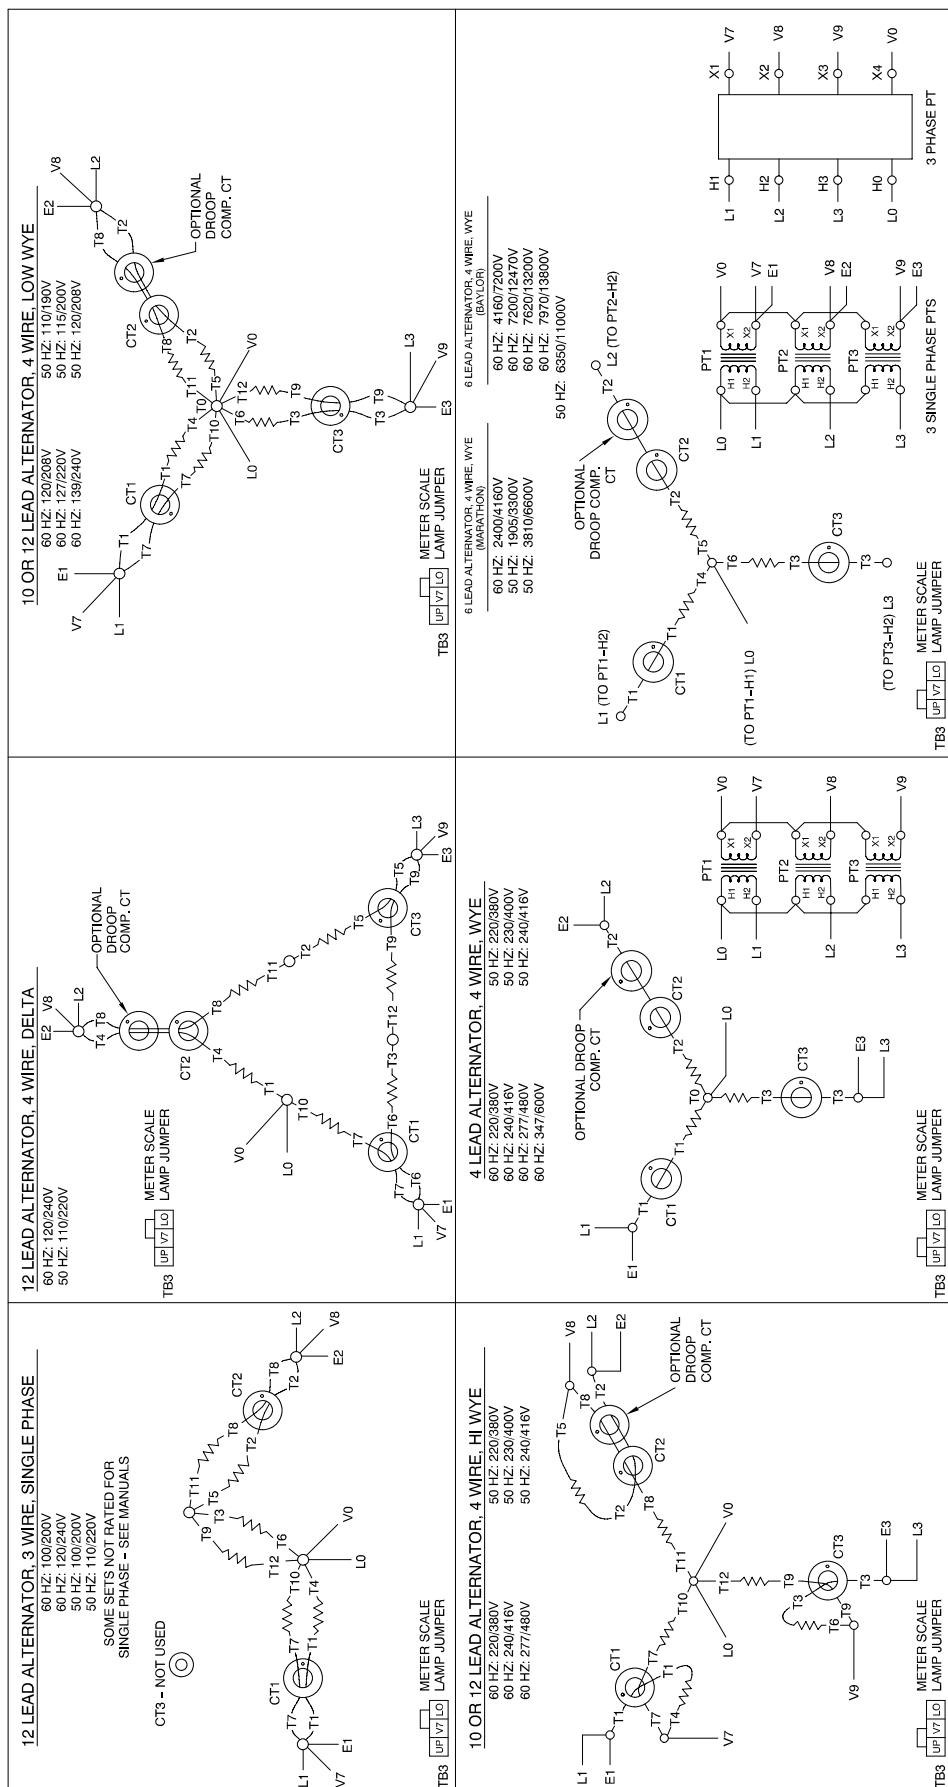 12 LEAD ALTERNATOR, 3 WIRE, SINGLE PHASE
60 HZ: 100/200V
60 HZ: 120/240V
50 HZ: 100/200V
50 HZ: 110/220V
SOME SETS NOT RATED FOR
SINGLE PHASE - SEE MANUALS
CT3 - NOT USED
T11
T8
CT2
T5
T2
T8
T2
L2
V8
E2
T9
T3
T12
T6
V0
L0
T10
T4
CT1
T7
T1
T7
T1
L1
V7
E1
TB3
UP V7 LO
METER SCALE
LAMP JUMPER
12 LEAD ALTERNATOR, 4 WIRE, DELTA
60 HZ: 120/240V
50 HZ: 110/220V
E2
V8
L2
T4
T8
OPTIONAL
DROOP
COMP. CT
CT2
T4
T8
T1
T10
V0
L0
T11
T2
T7
T5
T6
T3
T12
T9
CT1
CT3
T7
T6
T5
T9
L1
V7
E1
L3
V9
E3
TB3
UP V7 LO
METER SCALE
LAMP JUMPER
10 OR 12 LEAD ALTERNATOR, 4 WIRE, LOW WYE
60 HZ: 120/208V
60 HZ: 127/220V
60 HZ: 139/240V
50 HZ: 110/190V
50 HZ: 115/200V
50 HZ: 120/208V
E1
V7
L1
T1
T7
CT1
T1
T7
T4
T10
T0
T11
T5
T8
T2
CT2
T8
T2
E2
V8
L2
OPTIONAL
DROOP
COMP. CT
T6
T12
L0
V0
T3
T9
CT3
T3
T9
L3
V9
E3
TB3
UP V7 LO
METER SCALE
LAMP JUMPER
10 OR 12 LEAD ALTERNATOR, 4 WIRE, HI WYE
60 HZ: 220/380V
60 HZ: 240/416V
60 HZ: 277/480V
50 HZ: 220/380V
50 HZ: 230/400V
50 HZ: 240/416V
L1
E1
T1
CT1
T7
T1
T7
T4
V7
T10
T11
T8
T2
T5
CT2
T8
T2
V8
L2
E2
OPTIONAL
DROOP
COMP. CT
T12
L0
V0
T9
T3
CT3
T6
T9
T3
V9
E3
L3
TB3
UP V7 LO
METER SCALE
LAMP JUMPER
4 LEAD ALTERNATOR, 4 WIRE, WYE
60 HZ: 220/380V
60 HZ: 240/416V
60 HZ: 277/480V
60 HZ: 347/600V
50 HZ: 220/380V
50 HZ: 230/400V
50 HZ: 240/416V
L1
E1
T1
CT1
T1
T0
T2
CT2
T2
E2
L2
OPTIONAL DROOP
COMP. CT
L0
T3
CT3
T3
E3
L3
L0
L1
L2
L3
PT1
H1
H2
X1
X2
PT2
H1
H2
X1
X2
PT3
H1
H2
X1
X2
V0
V7
V8
V9
TB3
UP V7 LO
METER SCALE
LAMP JUMPER
6 LEAD ALTERNATOR, 4 WIRE, WYE
(MARATHON)
60 HZ: 2400/4160V
50 HZ: 1905/3300V
50 HZ: 3810/6600V
6 LEAD ALTERNATOR, 4 WIRE, WYE
(BAYLOR)
60 HZ: 4160/7200V
60 HZ: 7200/12470V
60 HZ: 7620/13200V
60 HZ: 7970/13800V
50 HZ: 6350/11000V
L1 (TO PT1-H2)
T1
CT1
T1
T4
T5
T2
CT2
T2
L2 (TO PT2-H2)
OPTIONAL
DROOP COMP.
CT
T6
(TO PT1-H1) L0
T3
CT3
T3
(TO PT3-H2) L3
TB3
UP V7 LO
METER SCALE
LAMP JUMPER
L0
L1
L2
L3
PT1
H1
H2
X1
X2
PT2
H1
H2
X1
X2
PT3
H1
H2
X1
X2
V0
V7
E1
V8
E2
V9
E3
3 SINGLE PHASE PTS
L1
H1
X1
V7
L2
H2
X2
V8
L3
H3
X3
V9
L0
H0
X4
V0
3 PHASE PT